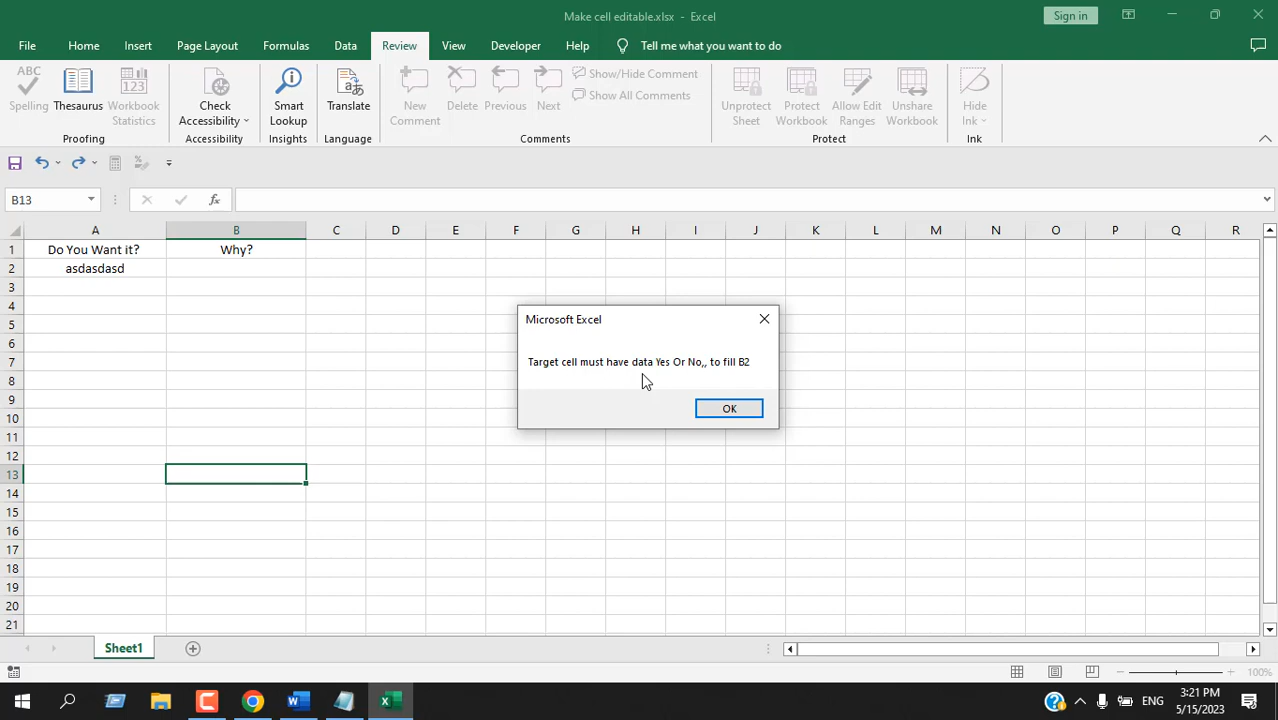 Make cell editable.xlsx - Excel
Sign in
File Home Insert Page Layout Formulas Data Review View Developer Help Tell me what you want to do
ABC Spelling
Thesaurus
ABC 123 Workbook Statistics
Proofing
Check Accessibility
Accessibility
Smart Lookup
Insights
Translate
Language
New Comment
Delete
Previous
Next
Show/Hide Comment
Show All Comments
Comments
Unprotect Sheet
Protect Workbook
Allow Edit Ranges
Unshare Workbook
Protect
Hide Ink
Ink
B13 fx
A B C D E F G H I J K L M N O P Q R
1 Do You Want it? Why?
2 asdasdasd
3
4
5
6
7
8
9
10
11
12
13
14
15
16
17
18
19
20
21
Microsoft Excel
Target cell must have data Yes Or No,, to fill B2
OK
Sheet1
100%
ENG
3:21 PM
5/15/2023